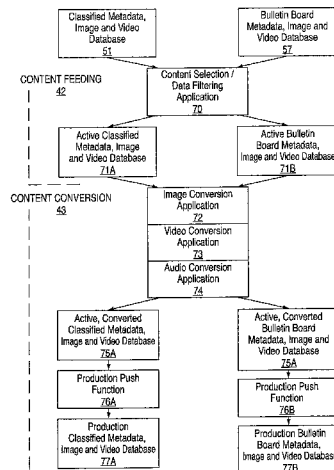 Classified Metadata,
Image and Video
Database
51
Bulletin Board
Metadata, Image
and Video Database
57
CONTENT FEEDING
42
Content Selection /
Data Filtering
Application
70
Active Classified
Metadata, Image
and Video Database
71A
Active Bulletin
Board Metadata,
Image and Video Database
71B
CONTENT CONVERSION
43
Image Conversion
Application
72
Video Conversion
Application
73
Audio Conversion
Application
74
Active, Converted
Classified Metadata,
Image and Video Database
75A
Active, Converted
Bulletin Board
Metadata, Image and
Video Database
75A
Production Push
Function
76A
Production Push
Function
76B
Production
Classified Metadata,
Image and Video Database
77A
Production Bulletin
Board Metadata, Image
and Video Database
77B